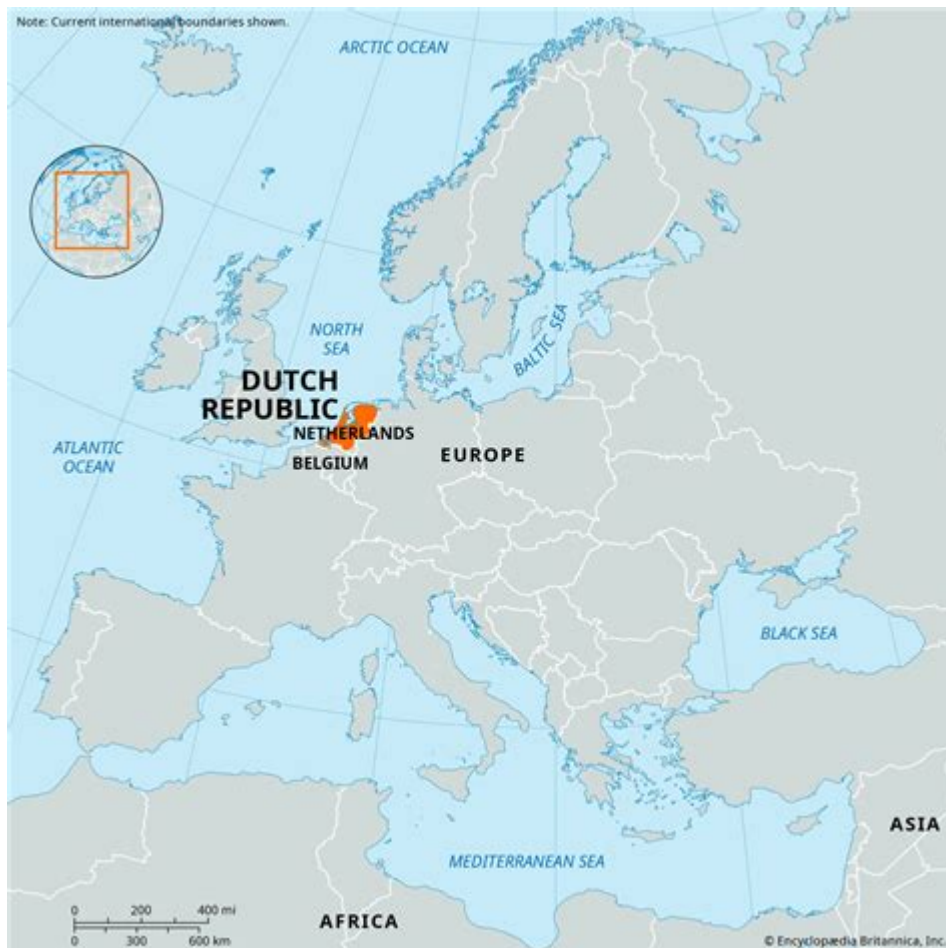 Note: Current international boundaries shown.
ARCTIC OCEAN
NORTH
SEA
BALTIC SEA
DUTCH
REPUBLIC
NETHERLANDS
BELGIUM
EUROPE
ATLANTIC
OCEAN
BLACK SEA
ASIA
MEDITERRANEAN SEA
AFRICA
0 200 400 mi
0 300 600 km
© Encyclopædia Britannica, Inc.